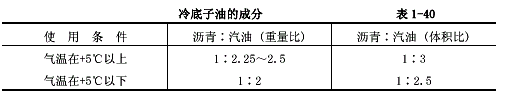 冷底子油的成分 表1-40
使用条件 沥青：汽油（重量比） 沥青：汽油（体积比）
气温在+5℃以上 1：2.25～2.5 1：3
气温在+5℃以下 1：2 1：2.5